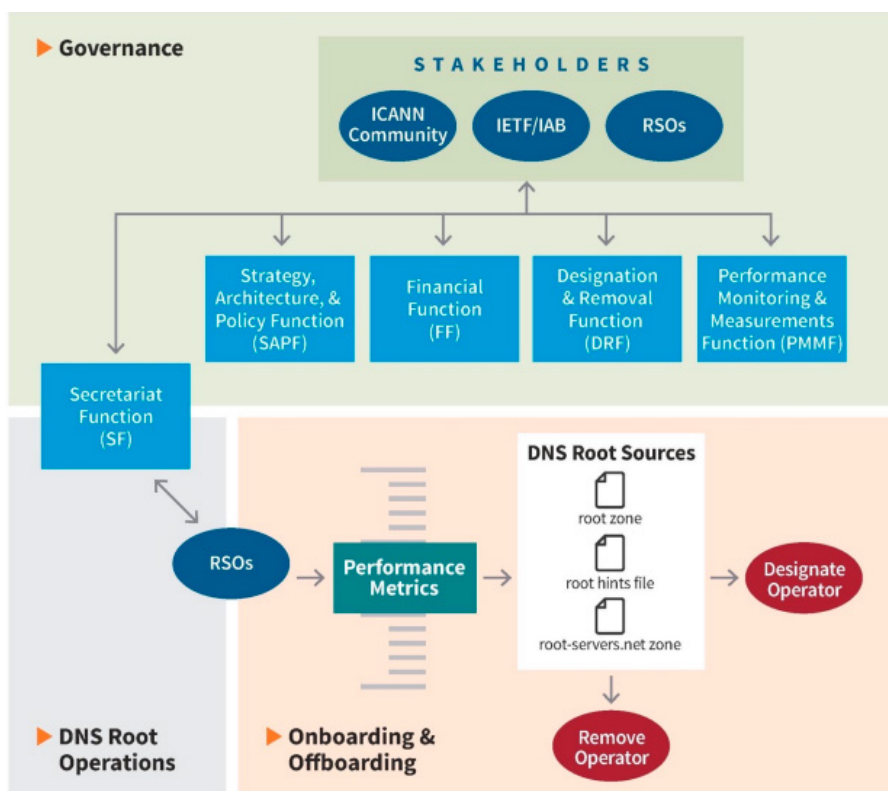 Governance
STAKEHOLDERS
ICANN
Community
IETF/IAB
RSOs
Strategy,
Architecture, &
Policy Function
(SAPF)
Financial
Function
(FF)
Designation
& Removal
Function
(DRF)
Performance
Monitoring &
Measurements
Function (PMMF)
Secretariat
Function
(SF)
RSOs
Performance
Metrics
DNS Root Sources
root zone
root hints file
root-servers.net zone
Designate
Operator
Remove
Operator
DNS Root
Operations
Onboarding &
Offboarding